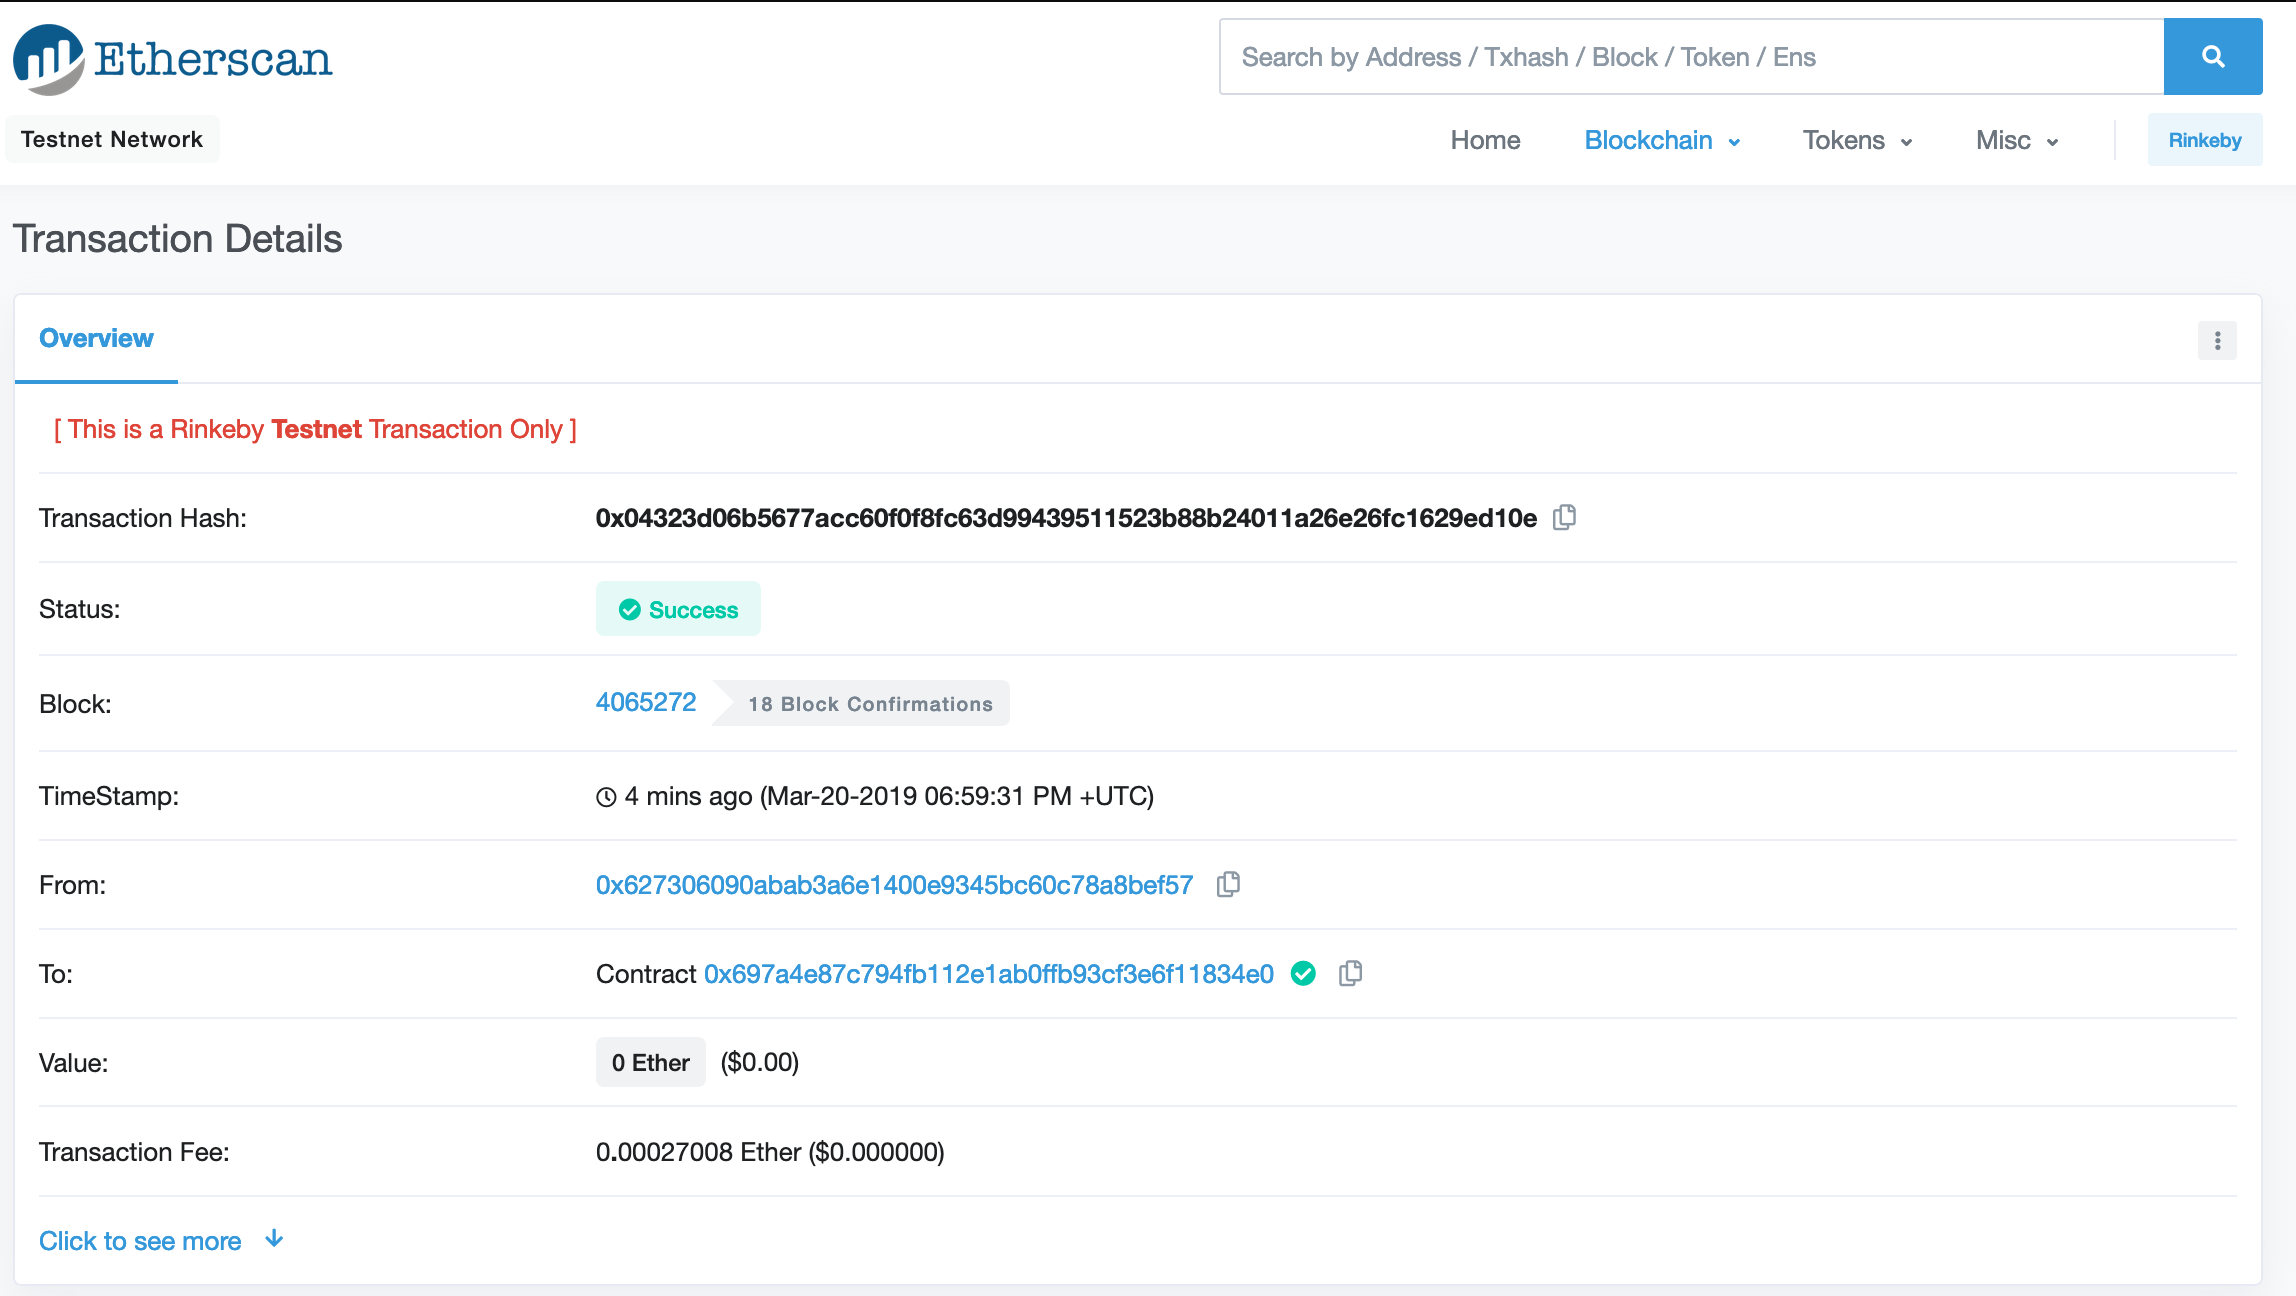 Etherscan
Search by Address / Txhash / Block / Token / Ens
Testnet Network
Home Blockchain Tokens Misc Rinkeby
Transaction Details
Overview
[ This is a Rinkeby Testnet Transaction Only ]
Transaction Hash: 0x04323d06b5677acc60f0f8fc63d99439511523b88b24011a26e26fc1629ed10e
Status: Success
Block: 4065272 18 Block Confirmations
TimeStamp: 4 mins ago (Mar-20-2019 06:59:31 PM +UTC)
From: 0x627306090abab3a6e1400e9345bc60c78a8bef57
To: Contract 0x697a4e87c794fb112e1ab0ffb93cf3e6f11834e0
Value: 0 Ether ($0.00)
Transaction Fee: 0.00027008 Ether ($0.000000)
Click to see more